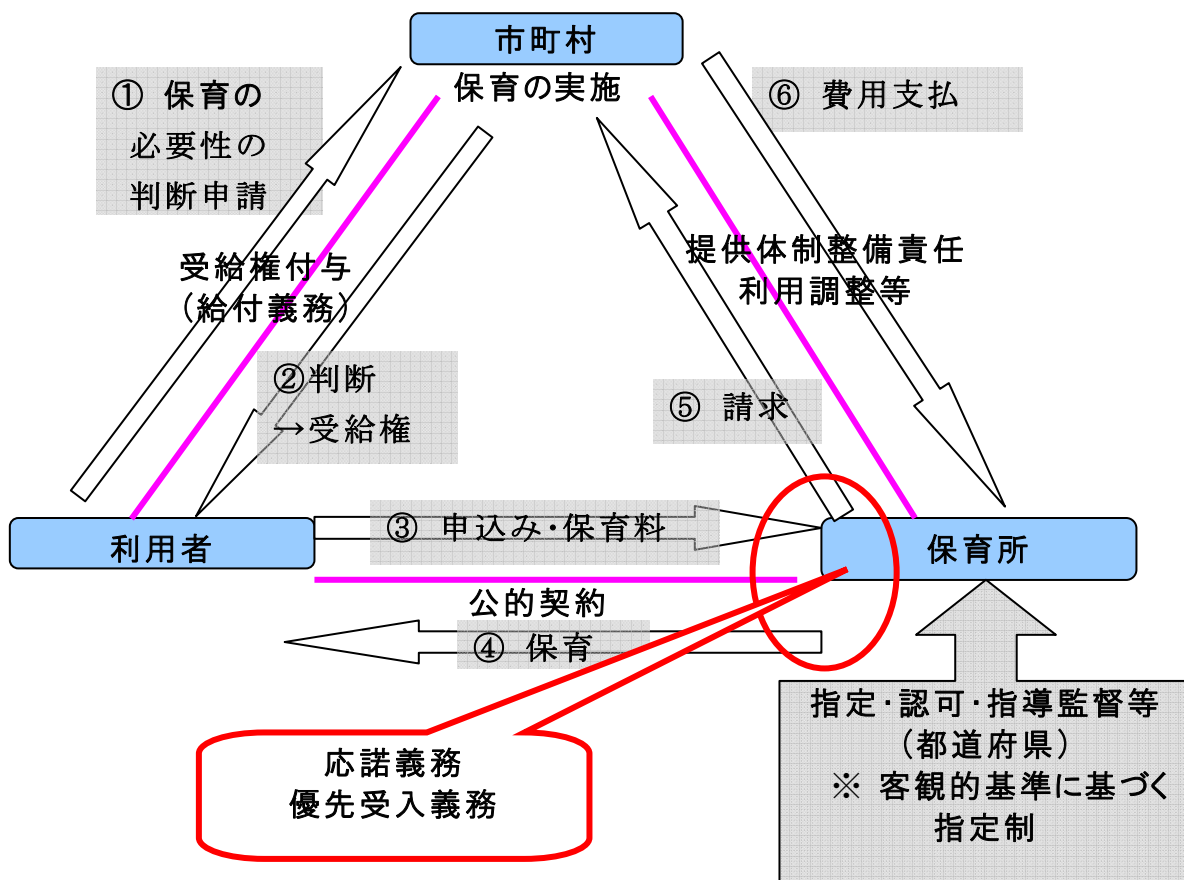 市町村
保育の実施
① 保育の
必要性の
判断申請
⑥ 費用支払
受給権付与
(給付義務)
提供体制整備責任
利用調整等
②判断
→受給権
⑤ 請求
利用者
③ 申込み・保育料
保育所
公的契約
④ 保育
応諾義務
優先受入義務
指定・認可・指導監督等
(都道府県)
※ 客観的基準に基づく
指定制